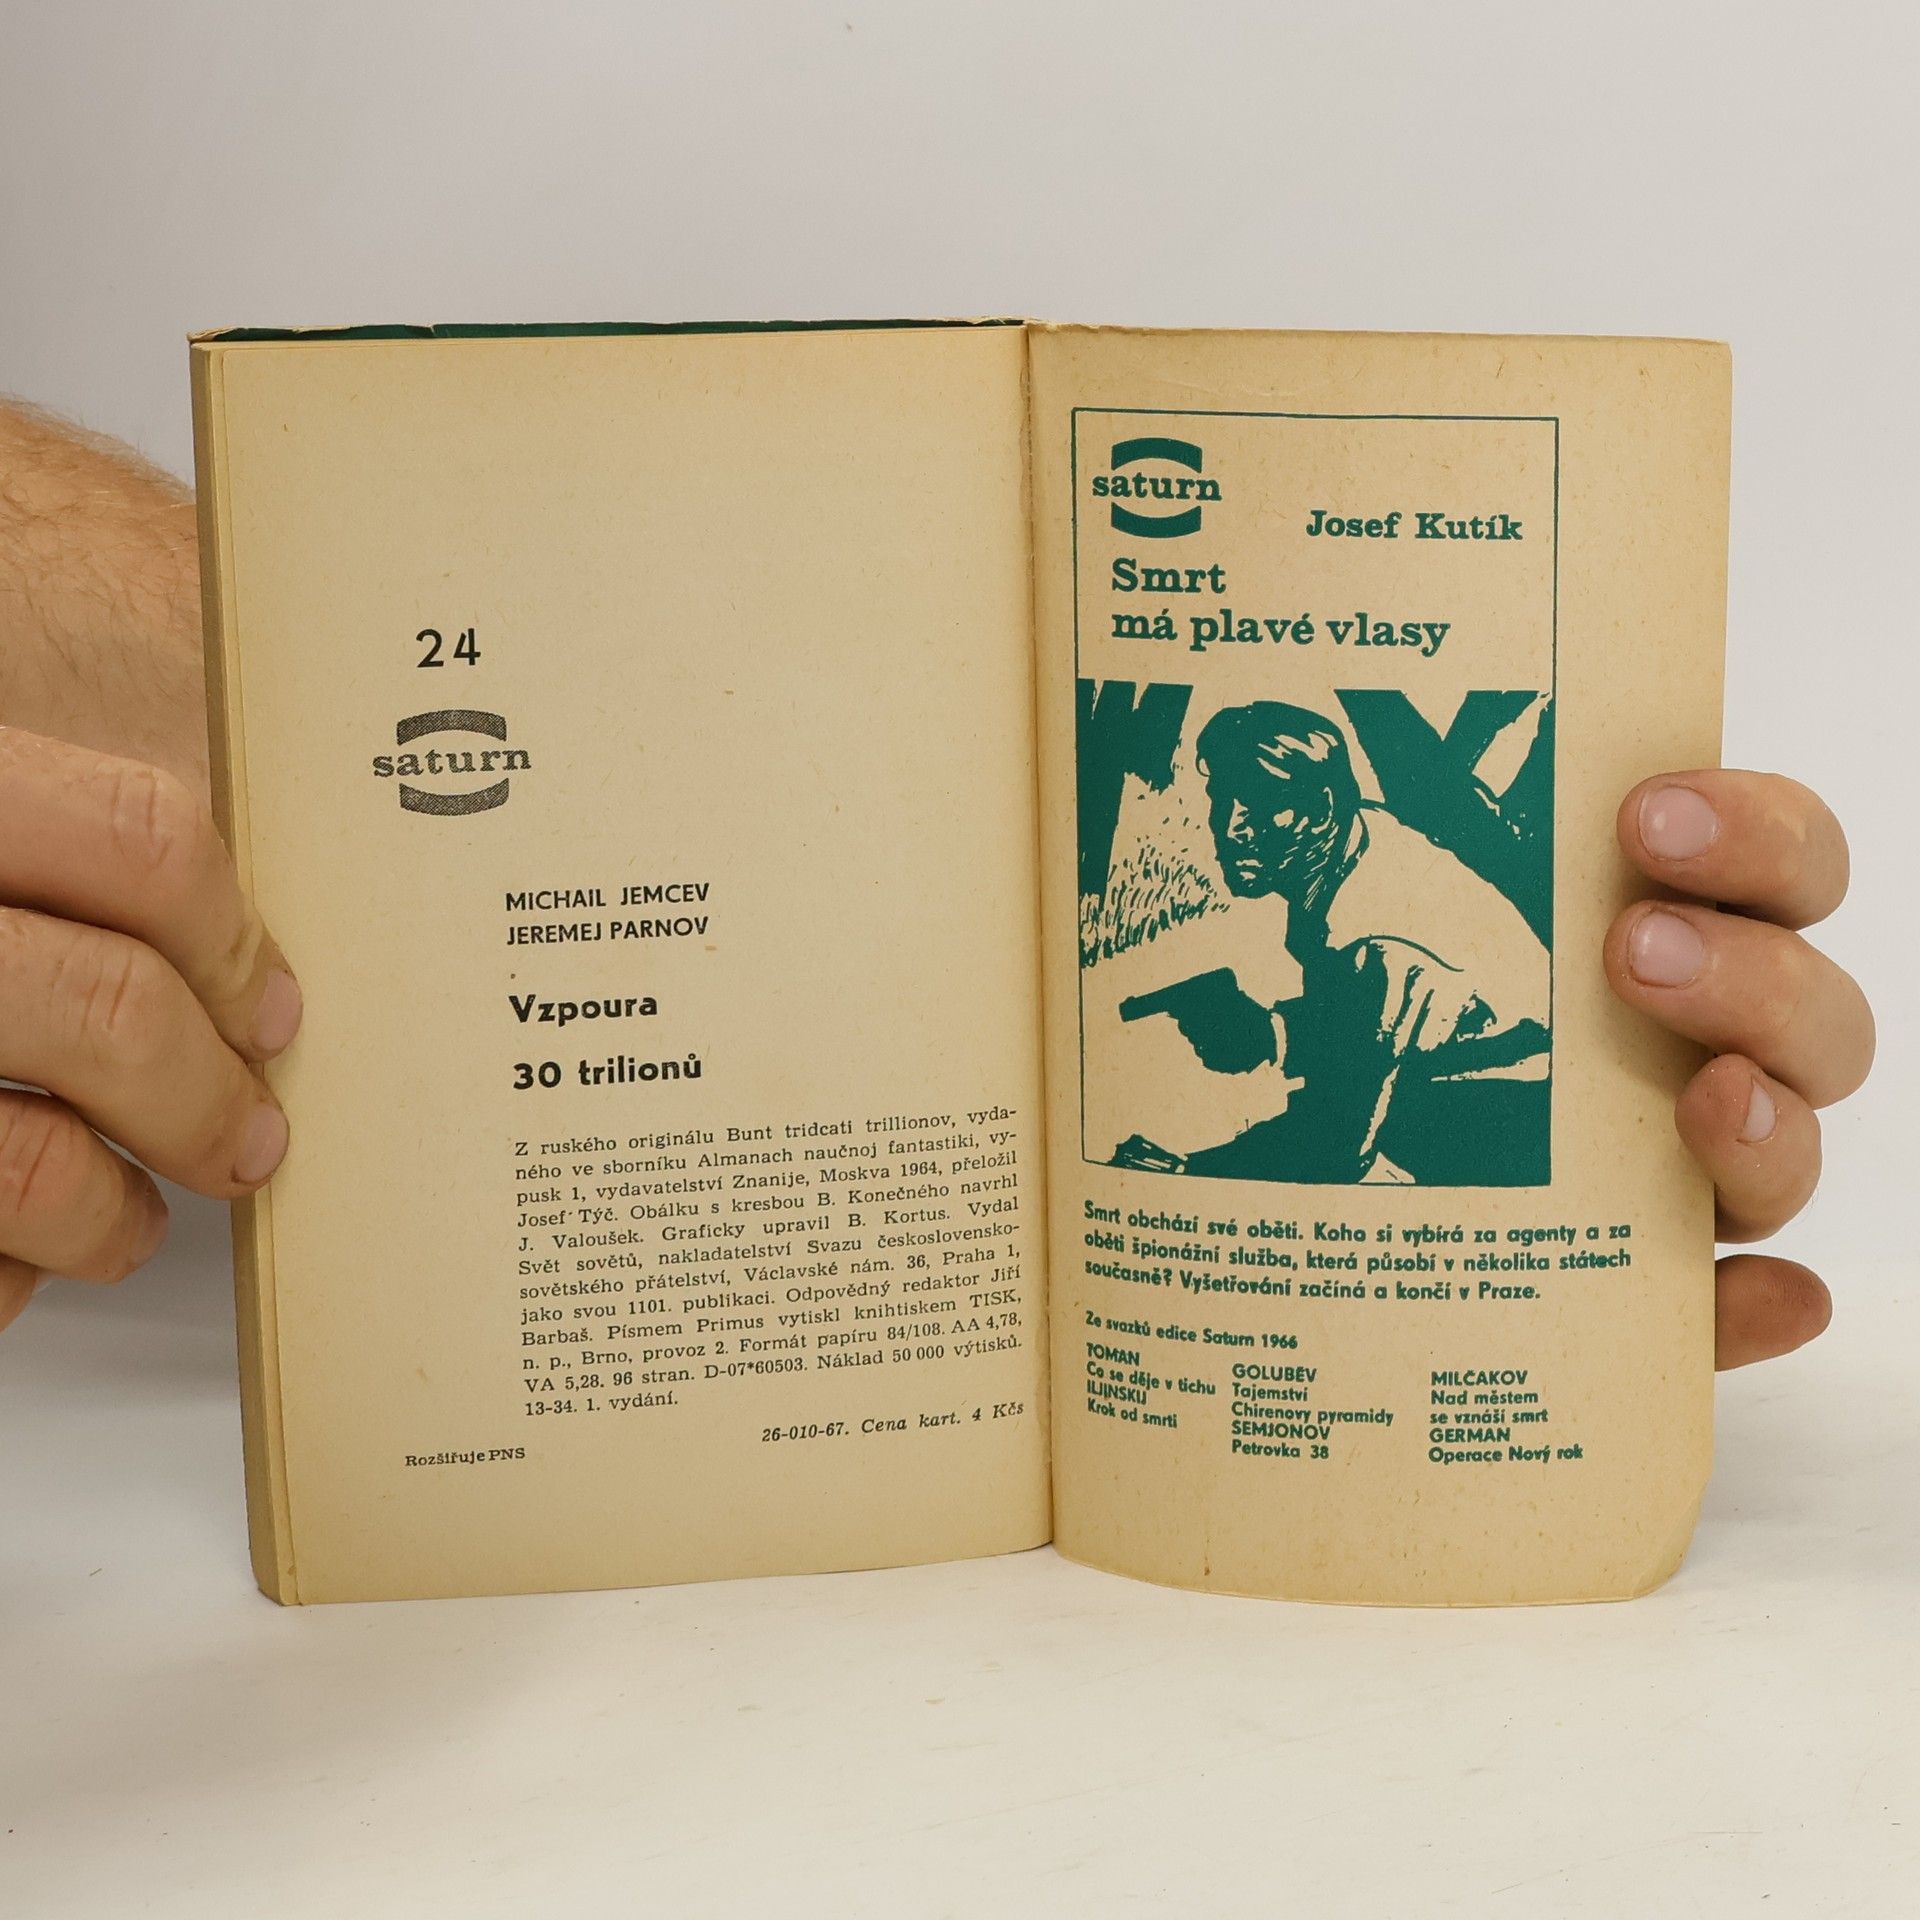 24
saturn
MICHAIL JEMCEV
JEREMEJ PARNOV
Vzpoura
30 trilionů
Z ruského originálu Bunt tridcati trillionov, vyda-
ného ve sborníku Almanach naučnoj fantastiki, vy-
pusk 1, vydavatelství Znanije, Moskva 1964, přeložil
Josef Týč. Obálku s kresbou B. Konečného navrhl
J. Valoušek. Graficky upravil B. Kortus. Vydal
Svět sovětů, nakladatelství Svazu československo-
sovětského přátelství, Václavské nám. 36, Praha 1,
jako svou 1101. publikaci. Odpovědný redaktor Jiří
Barbaš. Písmem Primus vytiskl knihtiskem TISK,
n. p., Brno, provoz 2. Formát papíru 84/108. AA 4,78,
VA 5,28. 96 stran. D-07*60503. Náklad 50 000 výtisků.
13-34. 1. vydání.
26-010-67. Cena kart. 4 Kčs
Rozšiřuje PNS
saturn
Josef Kutík
Smrt
má plavé vlasy
Smrt obchází své oběti. Koho si vybírá za agenty a za
oběti špionážní služba, která působí v několika státech
současně? Vyšetřování začíná a končí v Praze.
Ze svazků edice Saturn 1966
TOMAN
Co se děje v tichu
ILJINSKIJ
Krok od smrti
GOLUBĚV
Tajemství
Chirenovy pyramidy
SEMJONOV
Petrovka 38
MILČAKOV
Nad městem
se vznáší smrt
GERMAN
Operace Nový rok